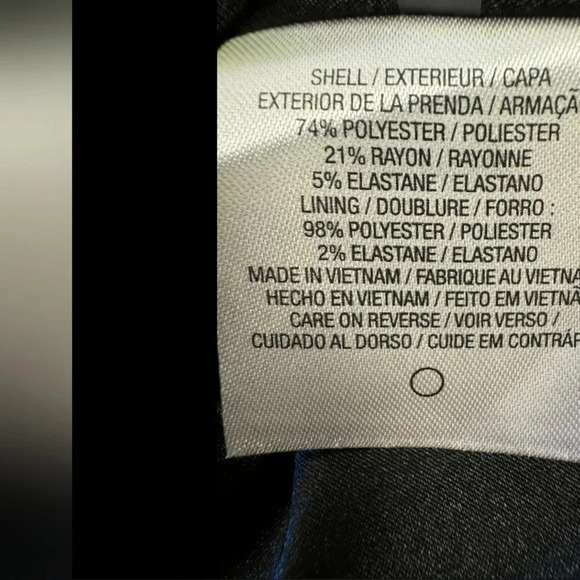 SHELL / EXTERIEUR / CAPA
EXTERIOR DE LA PRENDA / ARMAÇÃ
74% POLYESTER / POLIESTER
21% RAYON / RAYONNE
5% ELASTANE / ELASTANO
LINING / DOUBLURE / FORRO :
98% POLYESTER / POLIESTER
2% ELASTANE / ELASTANO
MADE IN VIETNAM / FABRIQUE AU VIETNA
HECHO EN VIETNAM / FEITO EM VIETNÃ
CARE ON REVERSE / VOIR VERSO /
CUIDADO AL DORSO / CUIDE EM CONTRÁR